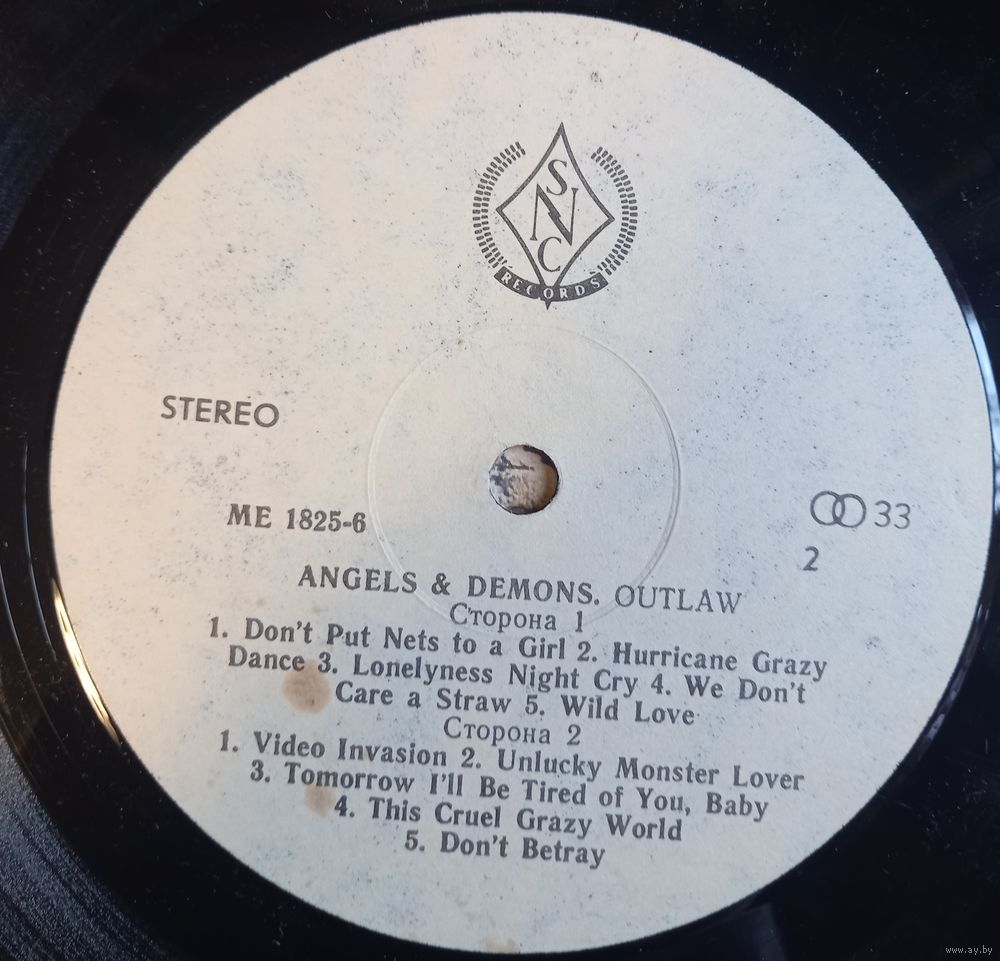 SNC
RECORDS
STEREO
ME 1825-6
33
2
ANGELS & DEMONS. OUTLAW
Сторона 1
1. Don't Put Nets to a Girl 2. Hurricane Grazy
Dance 3. Lonelyness Night Cry 4. We Don't
Care a Straw 5. Wild Love
Сторона 2
1. Video Invasion 2. Unlucky Monster Lover
3. Tomorrow I'll Be Tired of You, Baby
4. This Cruel Grazy World
5. Don't Betray
www.ay.by